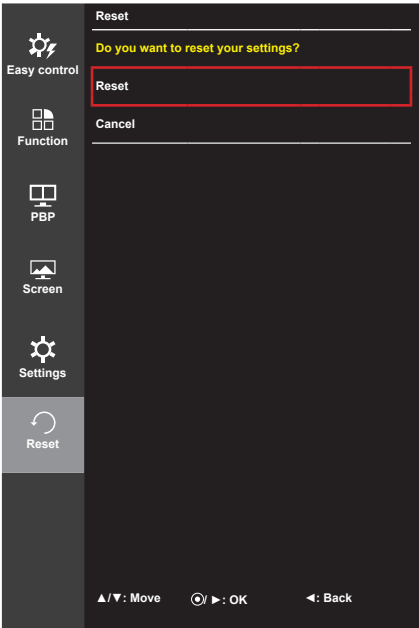 Easy control
Function
PBP
Screen
Settings
Reset
Reset
Do you want to reset your settings?
Reset
Cancel
▲/▼: Move
/ ►: OK
◄: Back